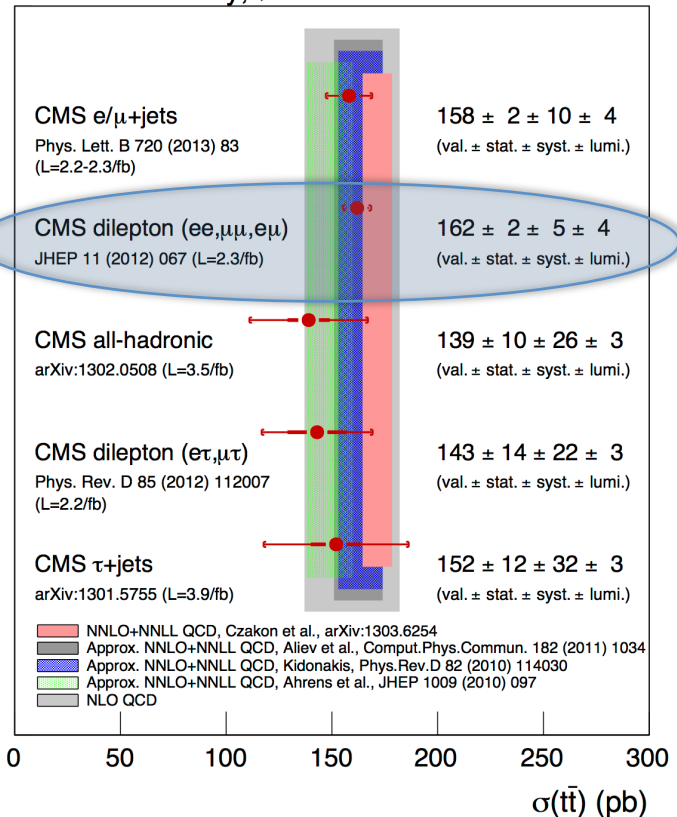 CMS e/μ+jets 158 ± 2 ± 10 ± 4
Phys. Lett. B 720 (2013) 83 (val. ± stat. ± syst. ± lumi.)
(L=2.2-2.3/fb)
CMS dilepton (ee,μμ,eμ) 162 ± 2 ± 5 ± 4
JHEP 11 (2012) 067 (L=2.3/fb) (val. ± stat. ± syst. ± lumi.)
CMS all-hadronic 139 ± 10 ± 26 ± 3
arXiv:1302.0508 (L=3.5/fb) (val. ± stat. ± syst. ± lumi.)
CMS dilepton (eτ,μτ) 143 ± 14 ± 22 ± 3
Phys. Rev. D 85 (2012) 112007 (val. ± stat. ± syst. ± lumi.)
(L=2.2/fb)
CMS τ+jets 152 ± 12 ± 32 ± 3
arXiv:1301.5755 (L=3.9/fb) (val. ± stat. ± syst. ± lumi.)
NNLO+NNLL QCD, Czakon et al., arXiv:1303.6254
Approx. NNLO+NNLL QCD, Aliev et al., Comput.Phys.Commun. 182 (2011) 1034
Approx. NNLO+NNLL QCD, Kidonakis, Phys.Rev.D 82 (2010) 114030
Approx. NNLO+NNLL QCD, Ahrens et al., JHEP 1009 (2010) 097
NLO QCD
0 50 100 150 200 250 300
σ(tt̄) (pb)